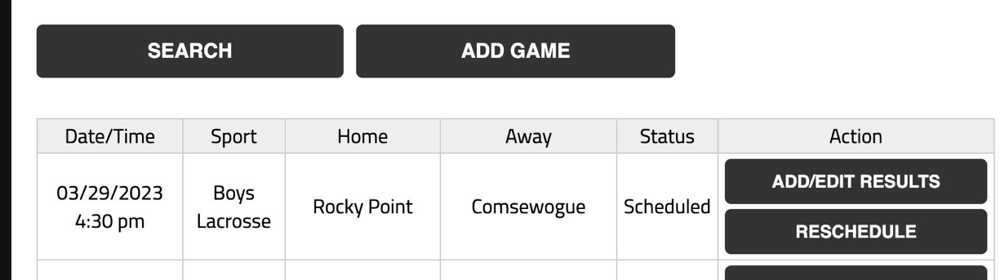 SEARCH
ADD GAME
Date/Time Sport Home Away Status Action
03/29/2023
4:30 pm
Boys
Lacrosse
Rocky Point
Comsewogue
Scheduled
ADD/EDIT RESULTS
RESCHEDULE